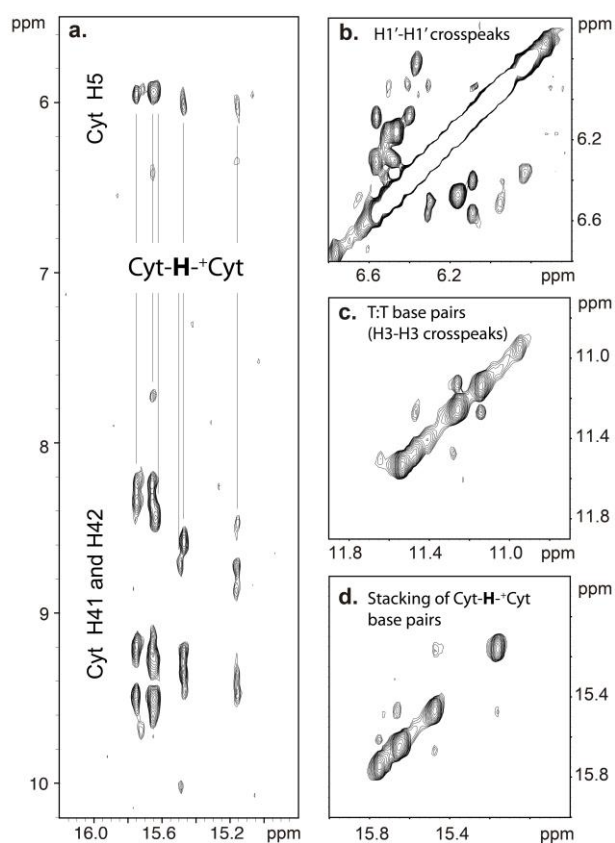 ppm
a.
Cyt H5
6
Cyt-H-⁺Cyt
7
8
Cyt H41 and H42
9
10
16.0 15.6 15.2 ppm
ppm
b. H1'-H1' crosspeaks
6.2
6.6
6.6 6.2 ppm
c. T:T base pairs
(H3-H3 crosspeaks)
ppm
11.0
11.4
11.8
11.8 11.4 11.0 ppm
d. Stacking of Cyt-H-⁺Cyt
base pairs
ppm
15.4
15.8
15.8 15.4 ppm